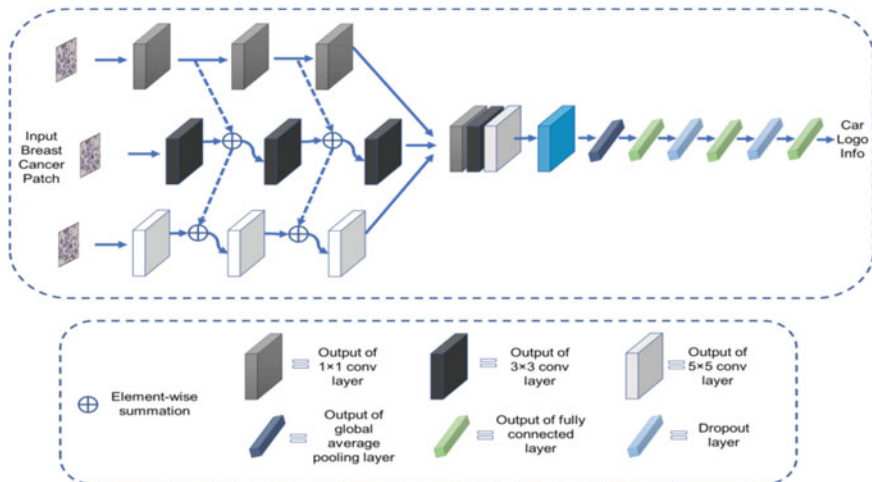 Input
Breast
Cancer
Patch
Car
Logo
Info
Element-wise
summation
Output of
1×1 conv
layer
Output of
3×3 conv
layer
Output of
5×5 conv
layer
Output of
global
average
pooling layer
Output of fully
connected
layer
Dropout
layer